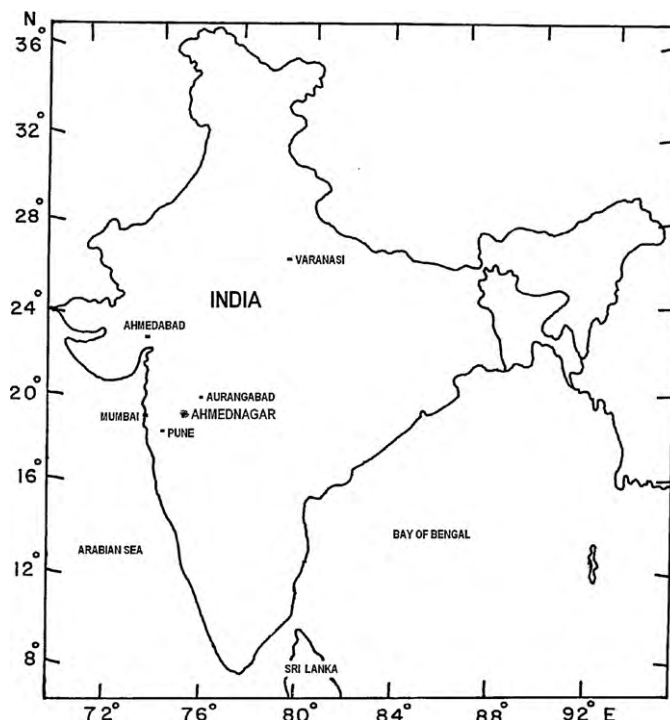 N
36°
32°
28°
VARANASI
INDIA
24°
AHMEDABAD
20°
AURANGABAD
MUMBAI
AHMEDNAGAR
PUNE
16°
BAY OF BENGAL
ARABIAN SEA
12°
8°
SRI LANKA
72° 76° 80° 84° 88° 92° E